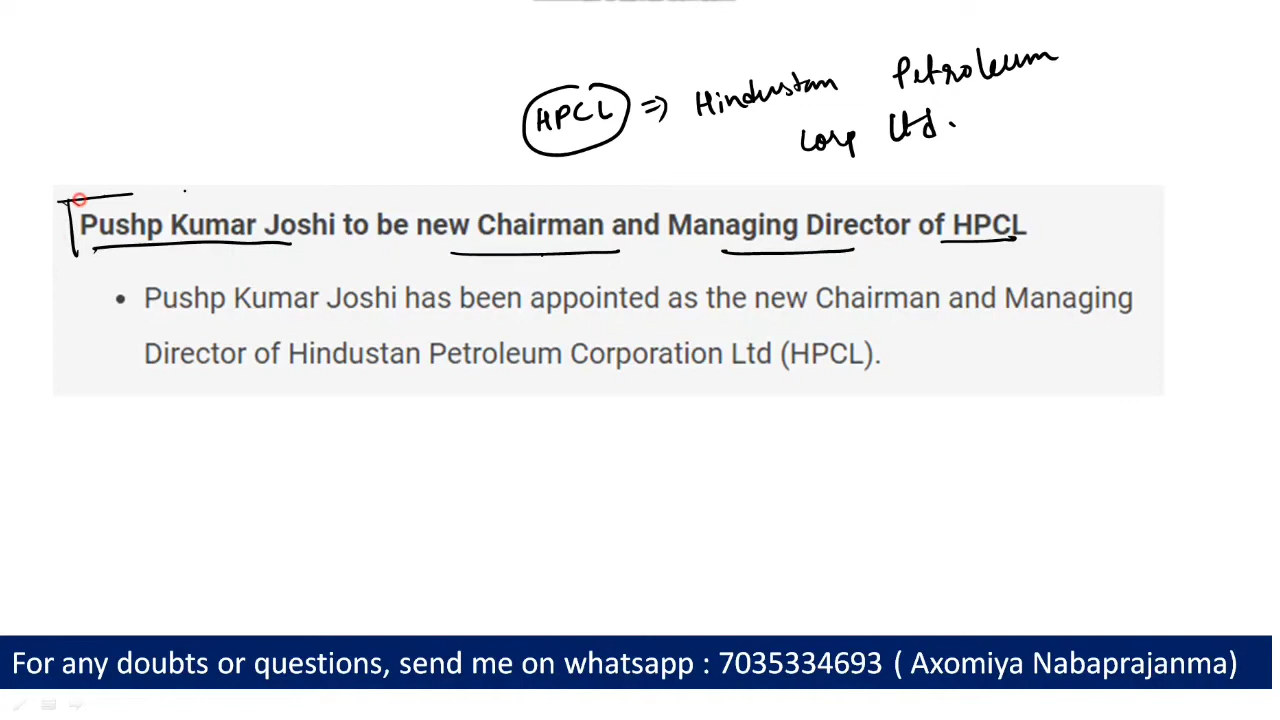 HPCL => Hindustan Petroleum
Corp Ltd.
Pushp Kumar Joshi to be new Chairman and Managing Director of HPCL
• Pushp Kumar Joshi has been appointed as the new Chairman and Managing
Director of Hindustan Petroleum Corporation Ltd (HPCL).
For any doubts or questions, send me on whatsapp : 7035334693 ( Axomiya Nabaprajanma)